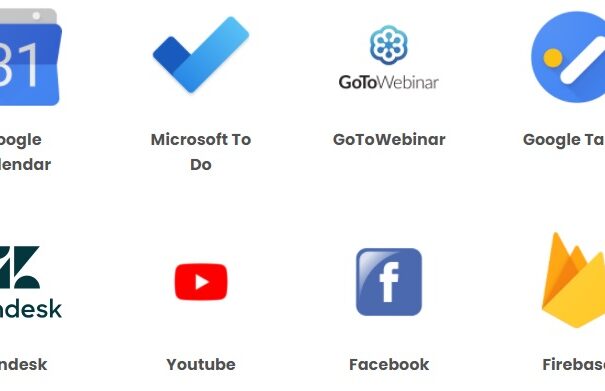 31
GoToWebinar
oogle
lendar
Microsoft To
Do
GoToWebinar
Google Ta
ndesk
f
ndesk
Youtube
Facebook
Firebas